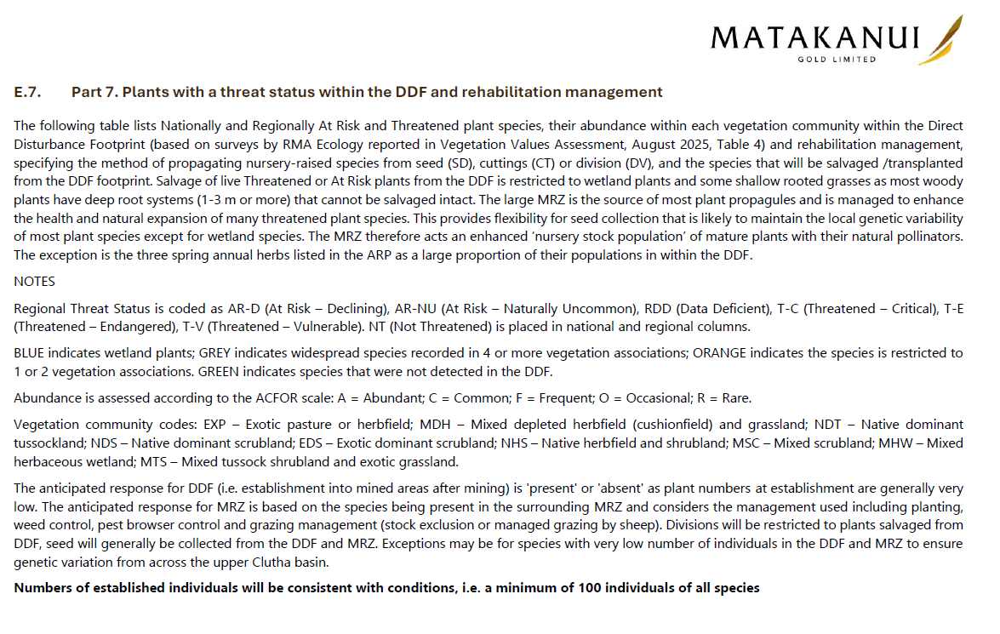 MATAKANUI
GOLD LIMITED
E.7. Part 7. Plants with a threat status within the DDF and rehabilitation management
The following table lists Nationally and Regionally At Risk and Threatened plant species, their abundance within each vegetation community within the Direct
Disturbance Footprint (based on surveys by RMA Ecology reported in Vegetation Values Assessment, August 2025, Table 4) and rehabilitation management,
specifying the method of propagating nursery-raised species from seed (SD), cuttings (CT) or division (DV), and the species that will be salvaged /transplanted
from the DDF footprint. Salvage of live Threatened or At Risk plants from the DDF is restricted to wetland plants and some shallow rooted grasses as most woody
plants have deep root systems (1-3 m or more) that cannot be salvaged intact. The large MRZ is the source of most plant propagules and is managed to enhance
the health and natural expansion of many threatened plant species. This provides flexibility for seed collection that is likely to maintain the local genetic variability
of most plant species except for wetland species. The MRZ therefore acts an enhanced ‘nursery stock population’ of mature plants with their natural pollinators.
The exception is the three spring annual herbs listed in the ARP as a large proportion of their populations in within the DDF.
NOTES
Regional Threat Status is coded as AR-D (At Risk – Declining), AR-NU (At Risk – Naturally Uncommon), RDD (Data Deficient), T-C (Threatened – Critical), T-E
(Threatened – Endangered), T-V (Threatened – Vulnerable). NT (Not Threatened) is placed in national and regional columns.
BLUE indicates wetland plants; GREY indicates widespread species recorded in 4 or more vegetation associations; ORANGE indicates the species is restricted to
1 or 2 vegetation associations. GREEN indicates species that were not detected in the DDF.
Abundance is assessed according to the ACFOR scale: A = Abundant; C = Common; F = Frequent; O = Occasional; R = Rare.
Vegetation community codes: EXP – Exotic pasture or herbfield; MDH – Mixed depleted herbfield (cushionfield) and grassland; NDT – Native dominant
tussockland; NDS – Native dominant scrubland; EDS – Exotic dominant scrubland; NHS – Native herbfield and shrubland; MSC – Mixed scrubland; MHW – Mixed
herbaceous wetland; MTS – Mixed tussock shrubland and exotic grassland.
The anticipated response for DDF (i.e. establishment into mined areas after mining) is 'present' or 'absent' as plant numbers at establishment are generally very
low. The anticipated response for MRZ is based on the species being present in the surrounding MRZ and considers the management used including planting,
weed control, pest browser control and grazing management (stock exclusion or managed grazing by sheep). Divisions will be restricted to plants salvaged from
DDF, seed will generally be collected from the DDF and MRZ. Exceptions may be for species with very low number of individuals in the DDF and MRZ to ensure
genetic variation from across the upper Clutha basin.
Numbers of established individuals will be consistent with conditions, i.e. a minimum of 100 individuals of all species